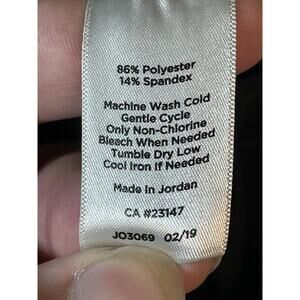 86% Polyester
14% Spandex
Machine Wash Cold
Gentle Cycle
Only Non-Chlorine
Bleach When Needed
Tumble Dry Low
Cool Iron If Needed
Made In Jordan
CA #23147
JO3069 02/19